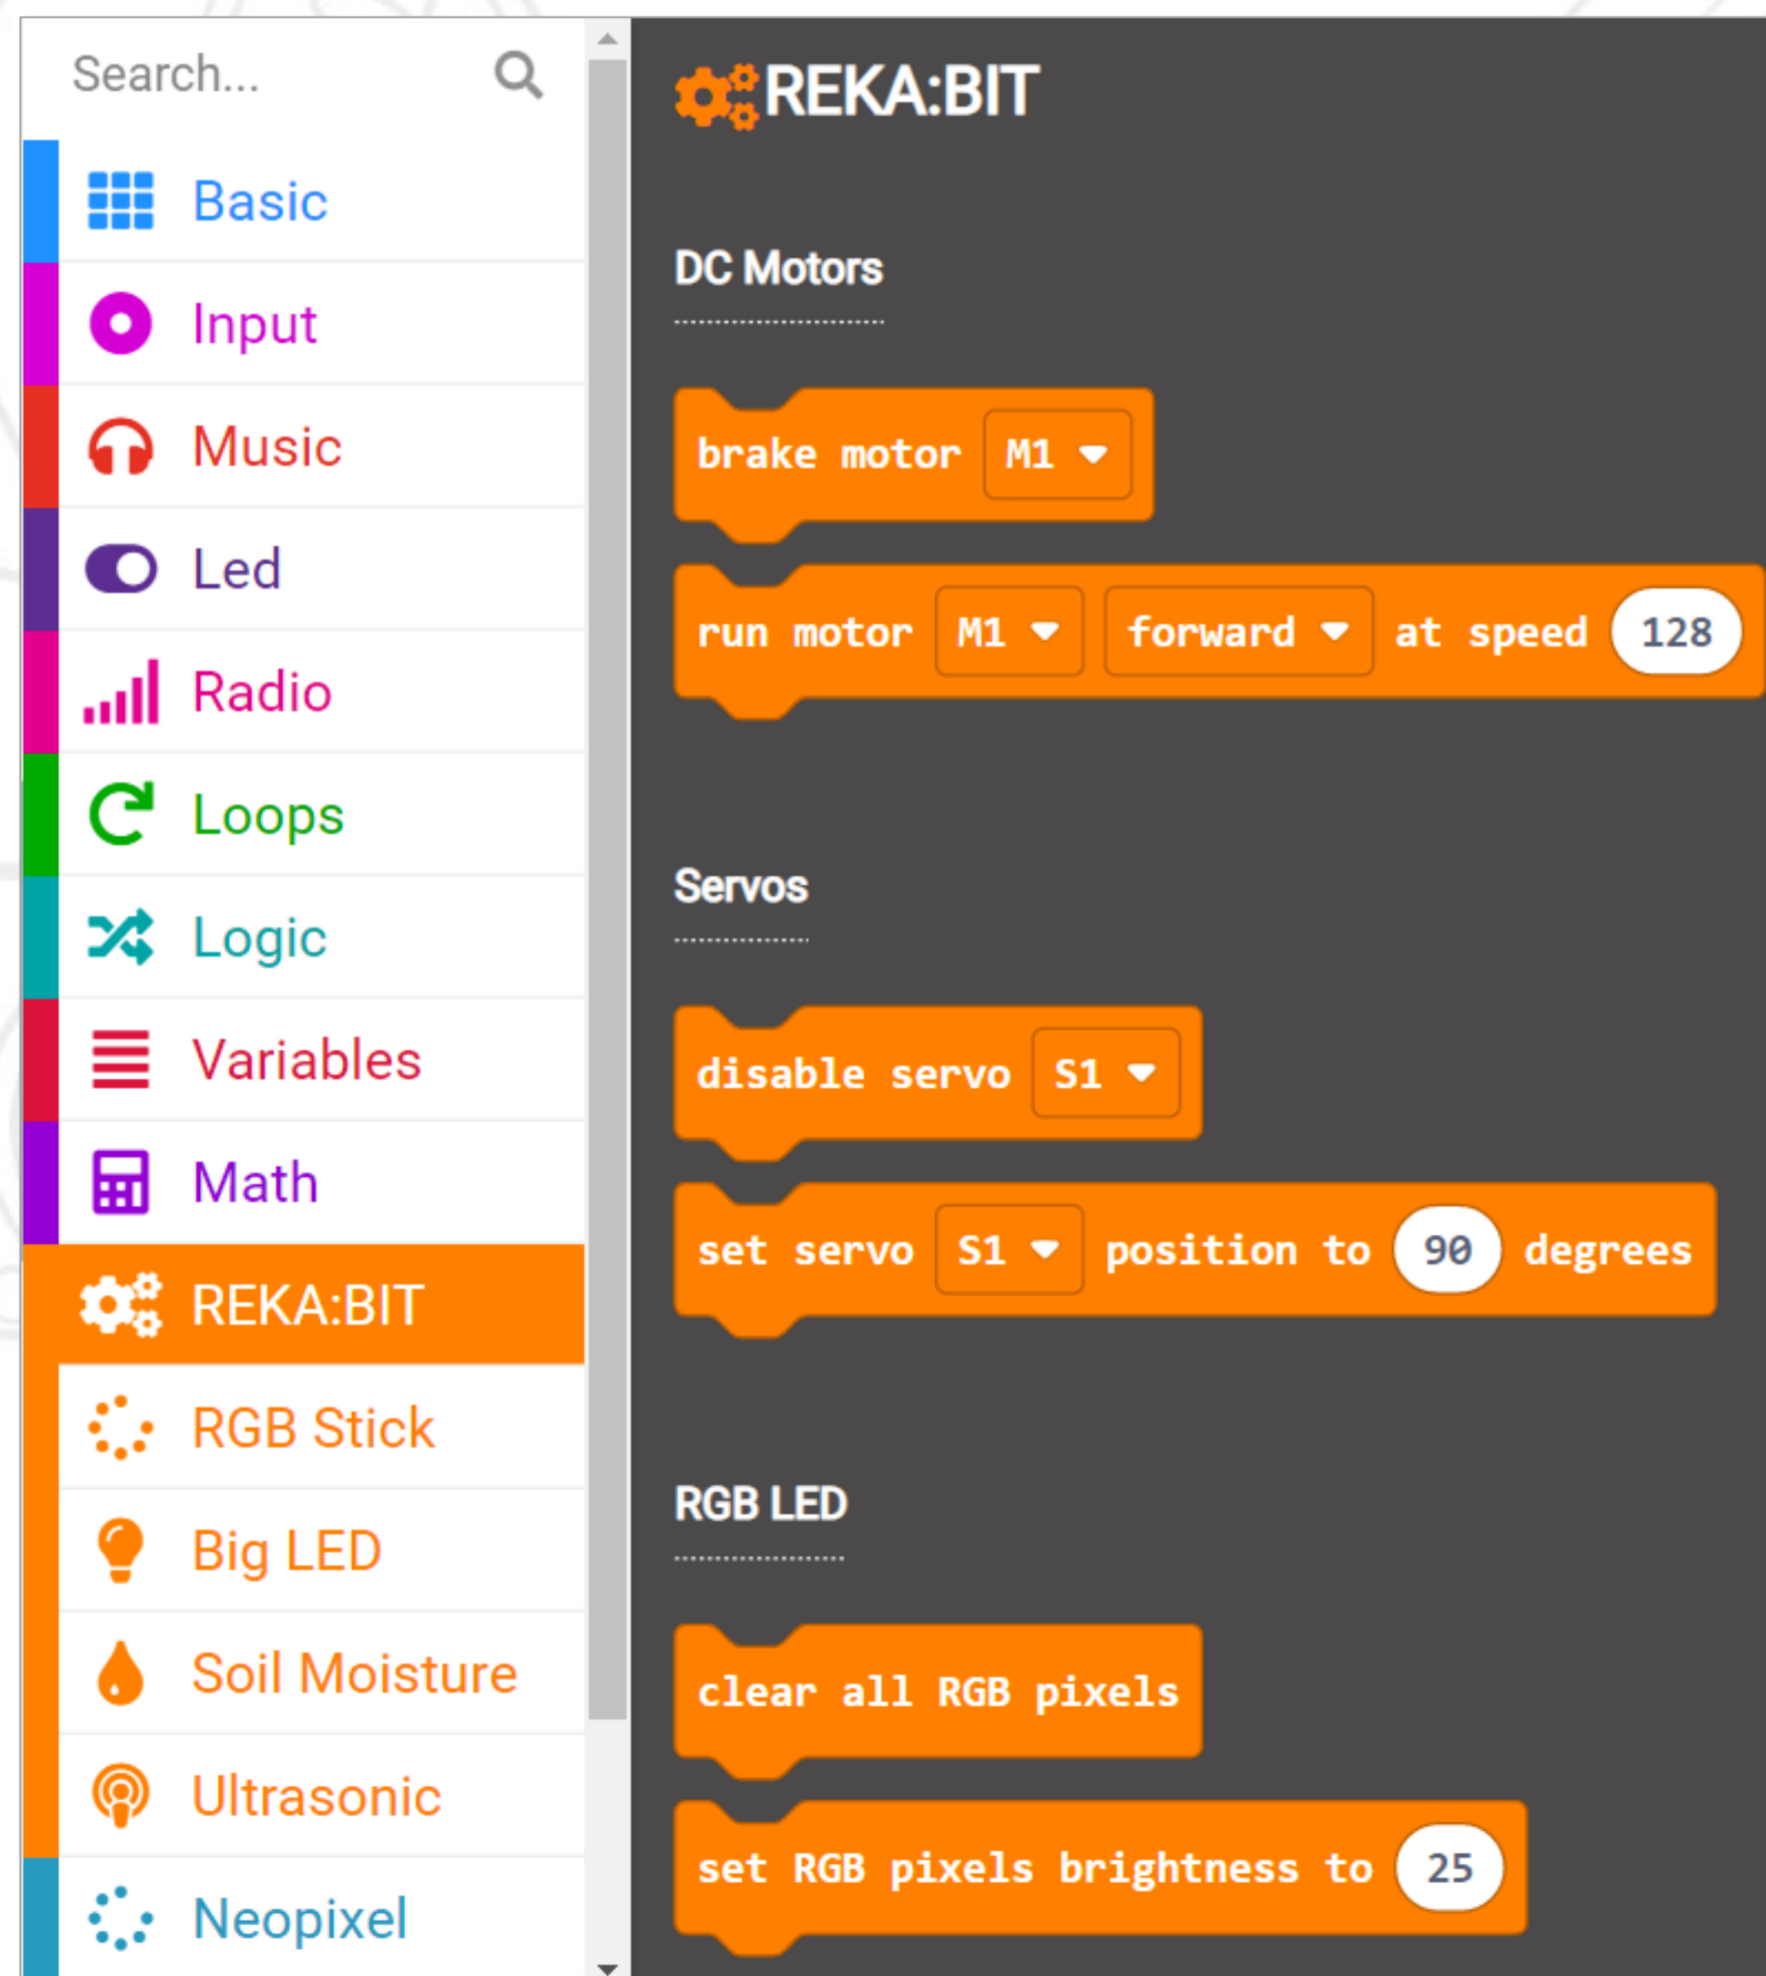 Search...
Basic
Input
Music
Led
Radio
Loops
Logic
Variables
Math
REKA:BIT
RGB Stick
Big LED
Soil Moisture
Ultrasonic
Neopixel
REKA:BIT
DC Motors
brake motor M1
run motor M1 forward at speed 128
Servos
disable servo S1
set servo S1 position to 90 degrees
RGB LED
clear all RGB pixels
set RGB pixels brightness to 25